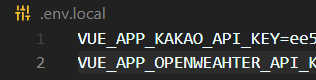 .env.local
1 VUE_APP_KAKAO_API_KEY=ee5
2 VUE_APP_OPENWEAHTER_API_K